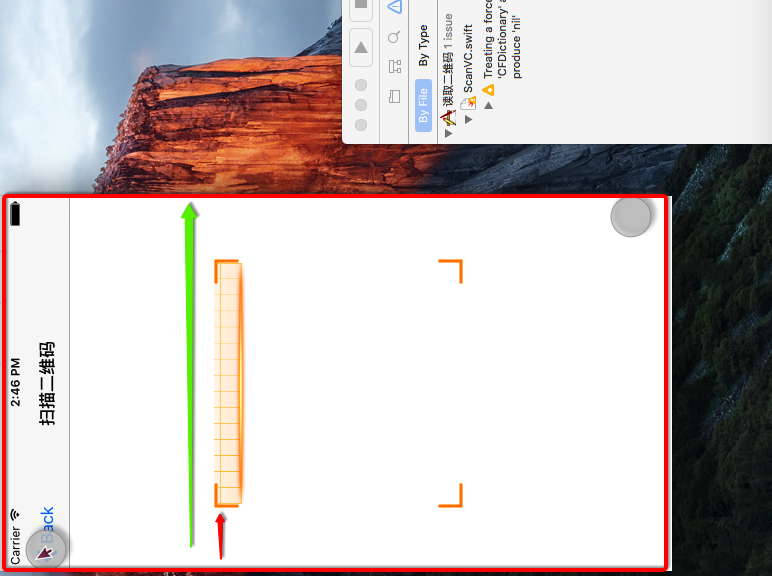 Carrier 2:46 PM
Back 扫描二维码
By File By Type
读取二维码 1 issue
ScanVC.swift
Treating a force
'CFDictionary' a
produce 'nil'